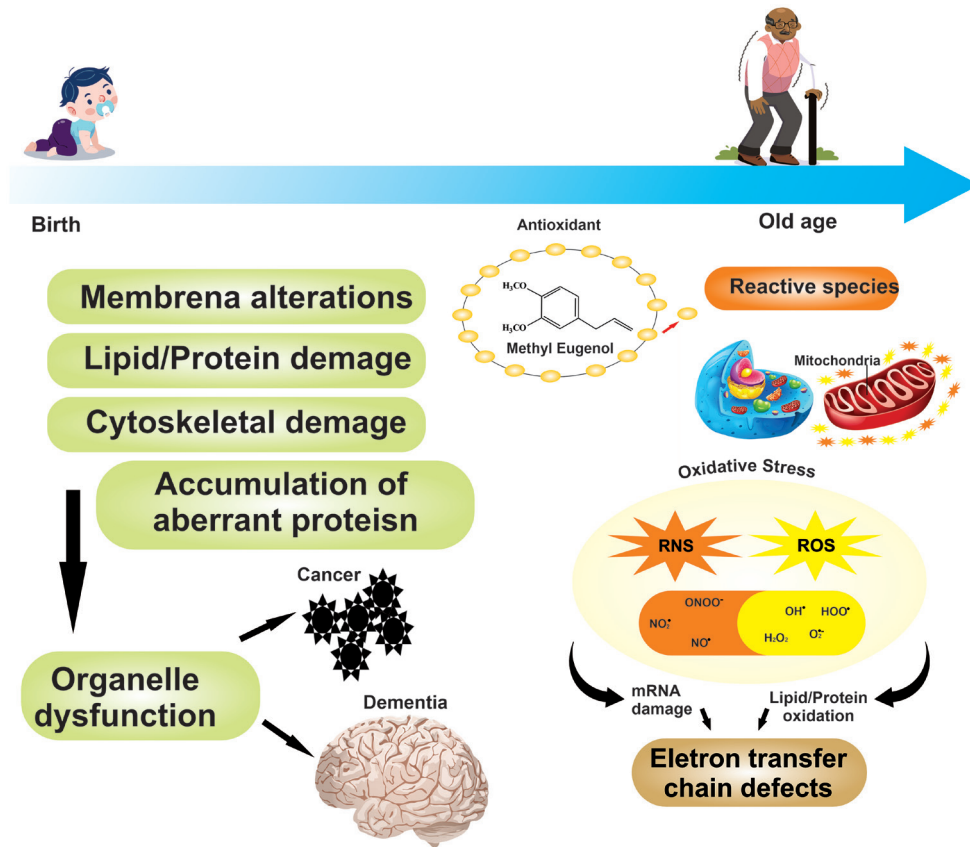 Birth
Old age
Antioxidant
H₃CO
H₃CO
Methyl Eugenol
Reactive species
Mitochondria
Membrena alterations
Lipid/Protein demage
Cytoskeletal damage
Accumulation of
aberrant proteisn
Cancer
Organelle
dysfunction
Dementia
Oxidative Stress
RNS
ROS
ONOO⁻
NO₂•
NO•
OH•
HOO•
H₂O₂
O₂•⁻
mRNA
damage
Lipid/Protein
oxidation
Eletron transfer
chain defects